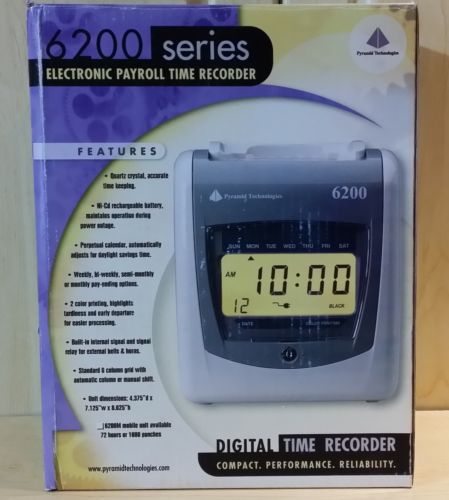 6200 series
ELECTRONIC PAYROLL TIME RECORDER
Pyramid Technologies
FEATURES
• Quartz crystal, accurate
time keeping.
• Ni-Cd rechargeable battery,
maintains operation during
power outage.
• Perpetual calendar, automatically
adjusts for daylight savings time.
• Weekly, bi-weekly, semi-monthly
or monthly pay-ending options.
• 2 color printing, highlights
tardiness and early departure
for easier processing.
• Built-in internal signal and signal
relay for external bells & horns.
• Standard 6 column grid with
automatic column or manual shift.
• Unit dimensions: 4.375"d x
7.125"w x 8.025"h
6200M mobile unit available
72 hours or 1000 punches
www.pyramidtechnologies.com
Pyramid Technologies
6200
SUN MON TUE WED THU FRI SAT
AM 10:00
12 BLACK
DATE
DIGITAL TIME RECORDER
COMPACT. PERFORMANCE. RELIABILITY.